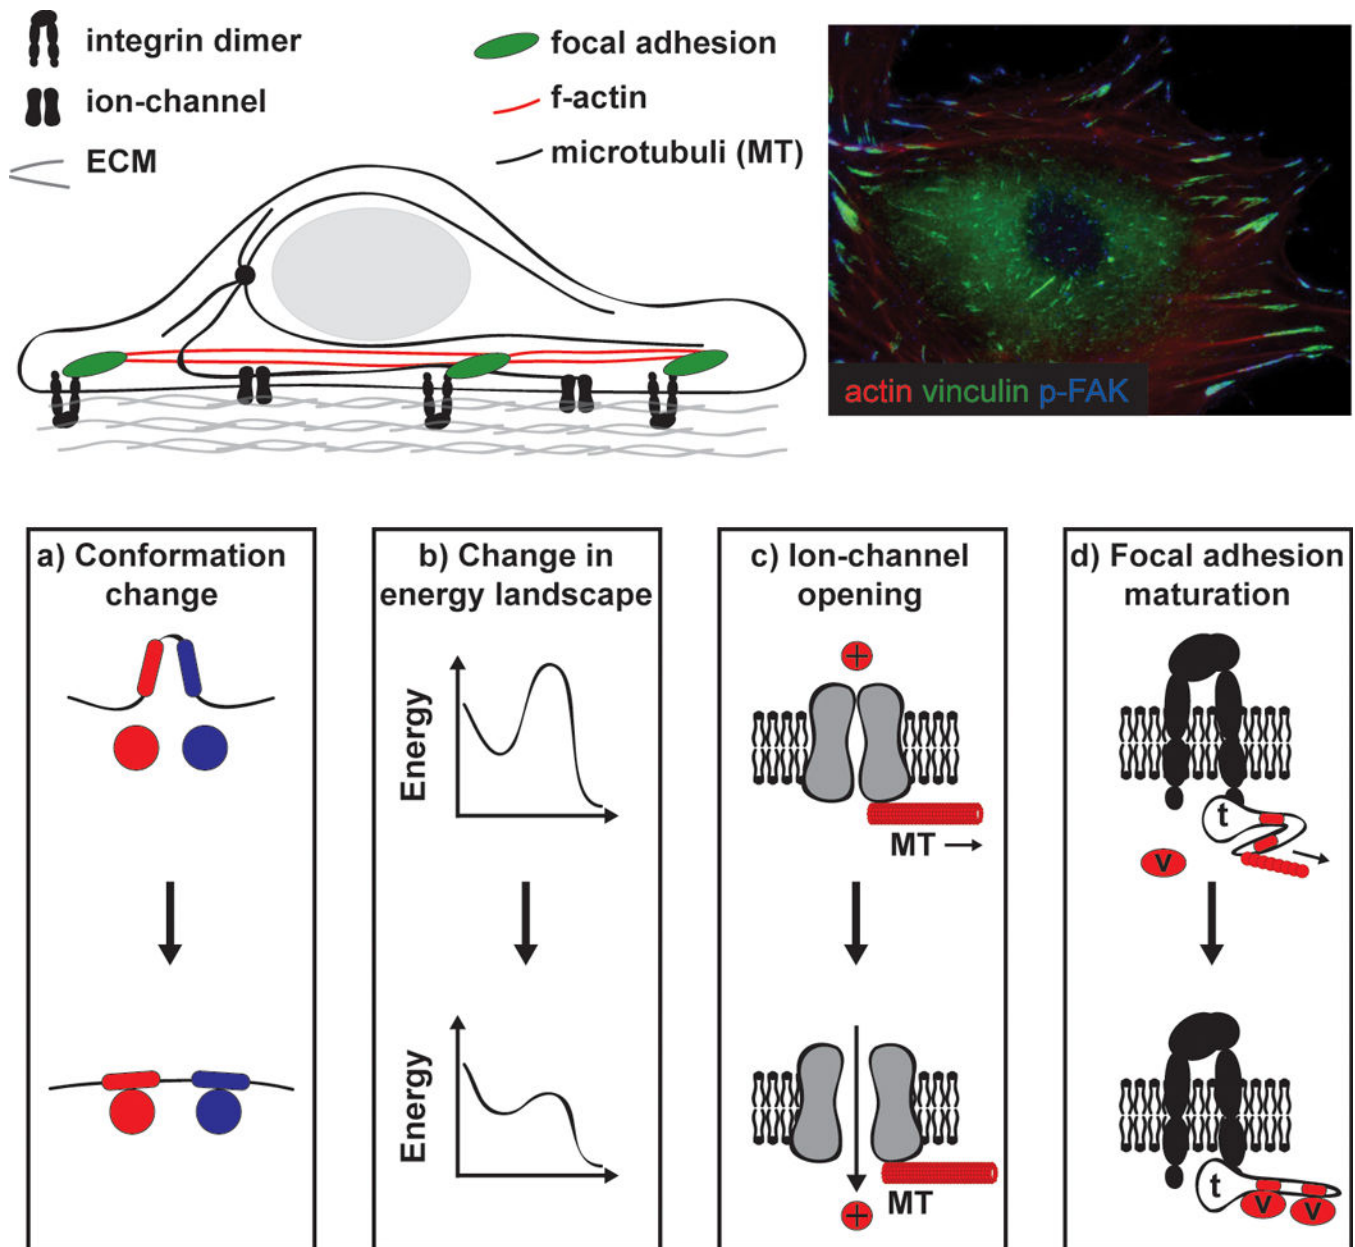 integrin dimer
ion-channel
ECM
focal adhesion
f-actin
microtubuli (MT)
actin vinculin p-FAK
a) Conformation
change
b) Change in
energy landscape
Energy
Energy
c) Ion-channel
opening
+
MT
+
MT
d) Focal adhesion
maturation
t
v
t
v v